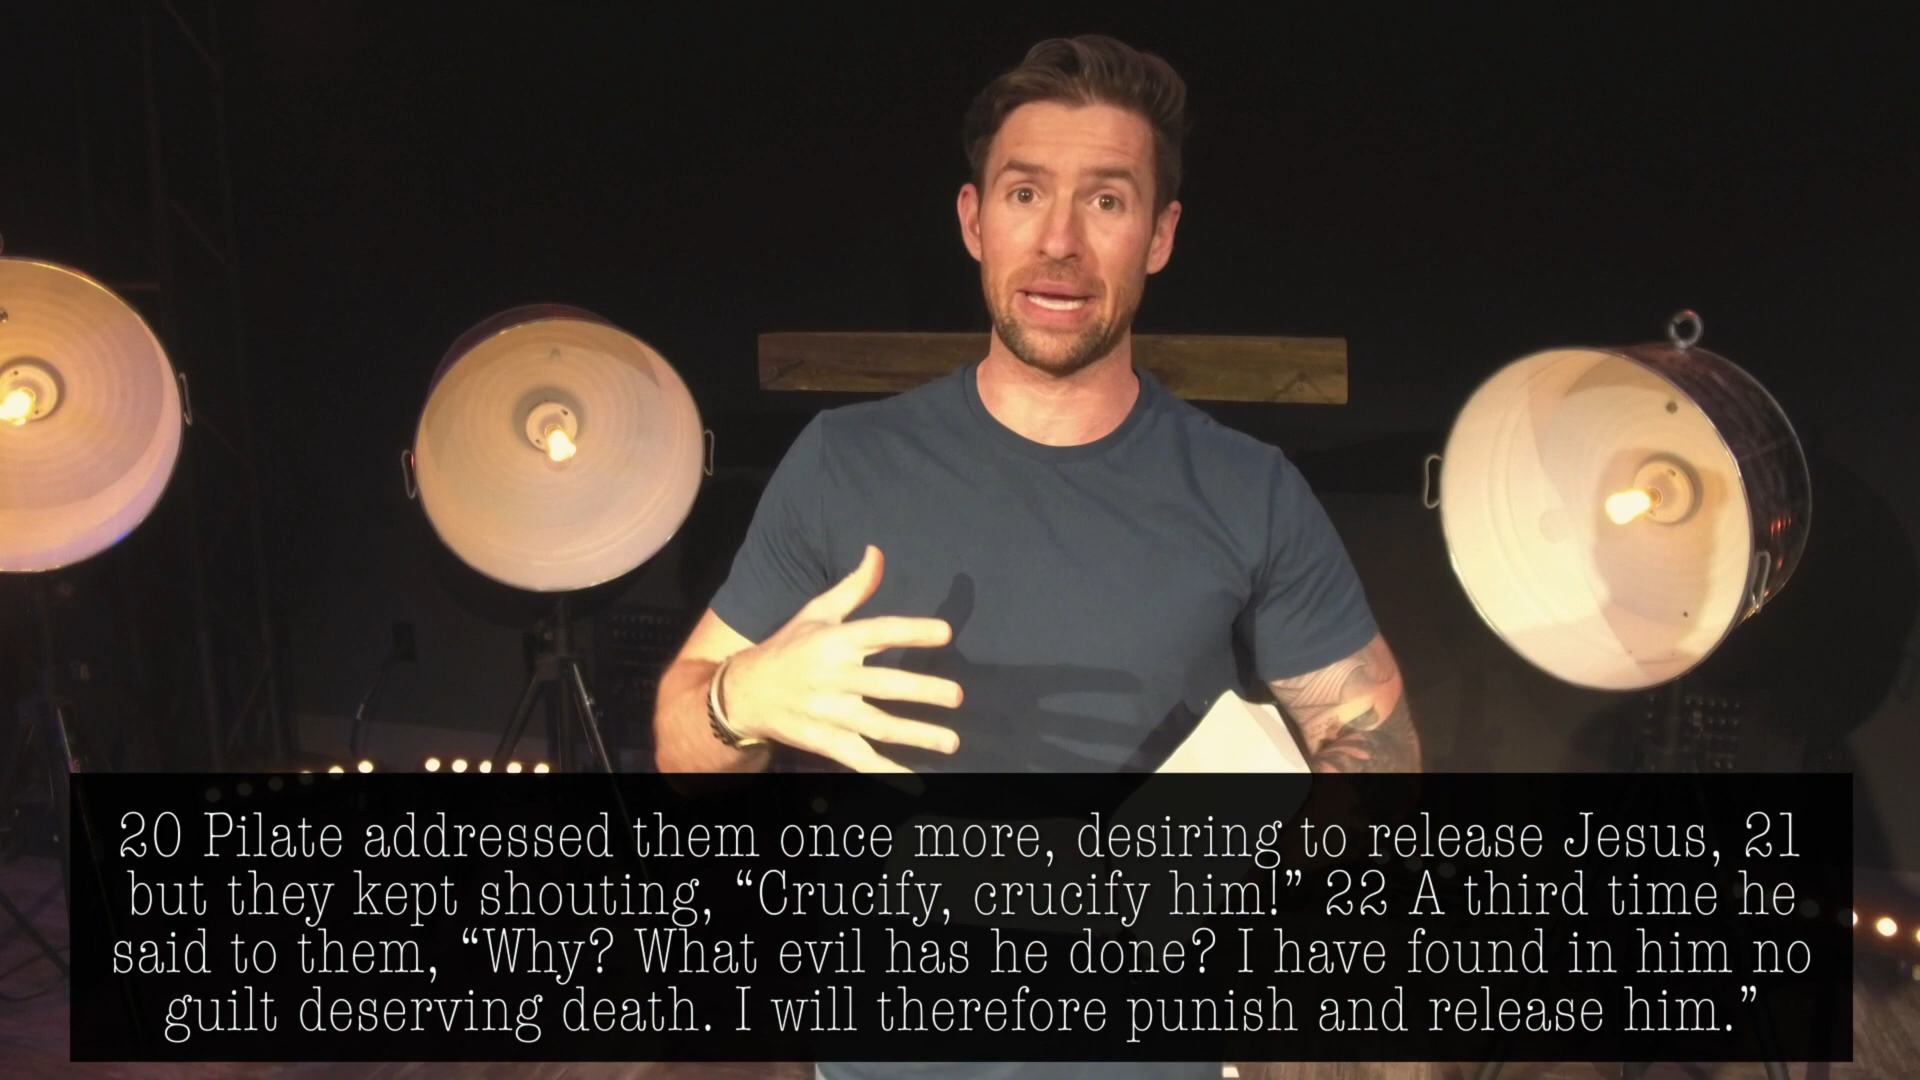 20 Pilate addressed them once more, desiring to release Jesus, 21
but they kept shouting, “Crucify, crucify him!” 22 A third time he
said to them, “Why? What evil has he done? I have found in him no
guilt deserving death. I will therefore punish and release him.”